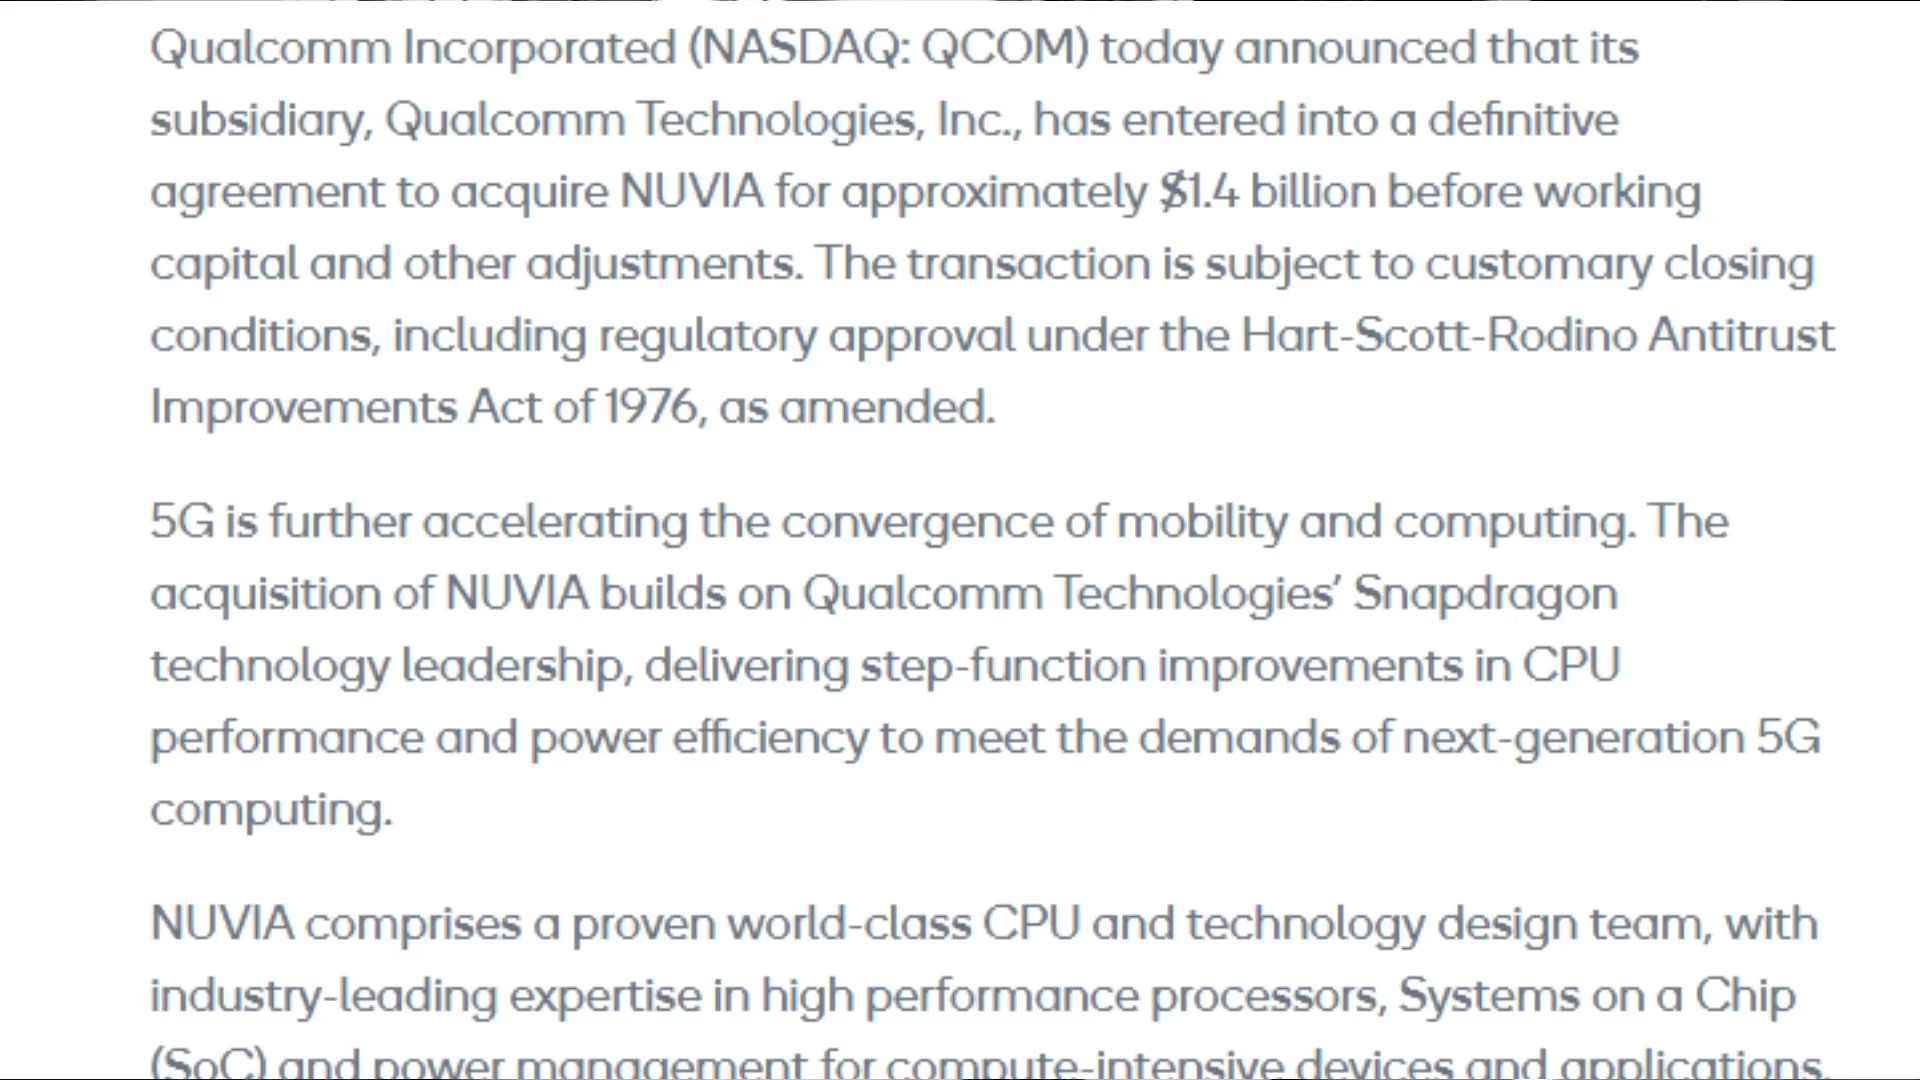 Qualcomm Incorporated (NASDAQ: QCOM) today announced that its
subsidiary, Qualcomm Technologies, Inc., has entered into a definitive
agreement to acquire NUVIA for approximately $1.4 billion before working
capital and other adjustments. The transaction is subject to customary closing
conditions, including regulatory approval under the Hart-Scott-Rodino Antitrust
Improvements Act of 1976, as amended.
5G is further accelerating the convergence of mobility and computing. The
acquisition of NUVIA builds on Qualcomm Technologies’ Snapdragon
technology leadership, delivering step-function improvements in CPU
performance and power efficiency to meet the demands of next-generation 5G
computing.
NUVIA comprises a proven world-class CPU and technology design team, with
industry-leading expertise in high performance processors, Systems on a Chip
(SoC) and power management for compute-intensive devices and applications.